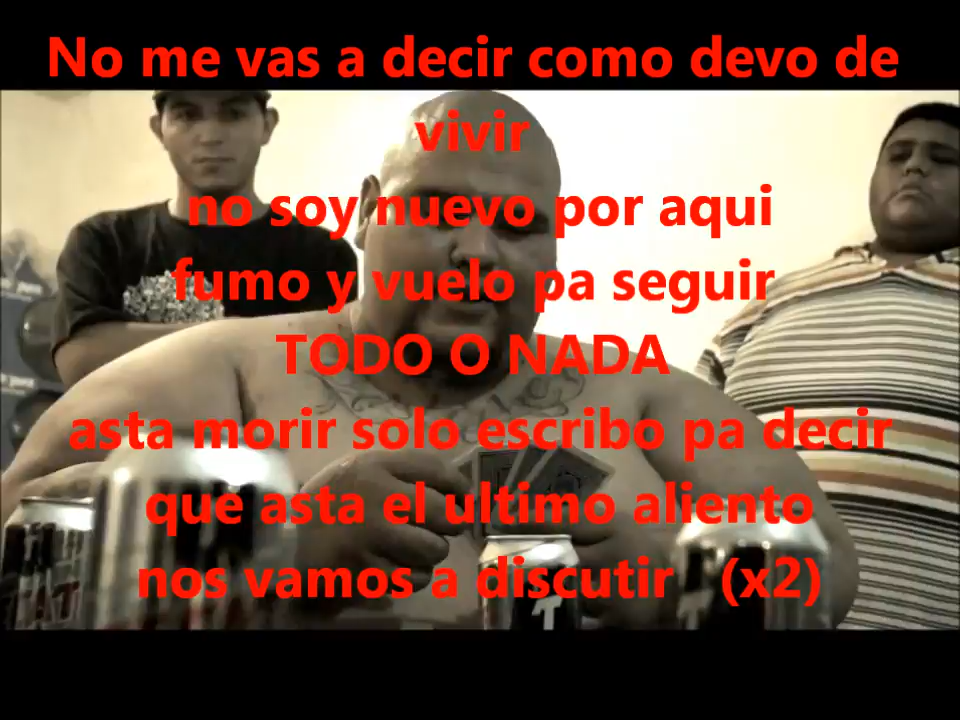 No me vas a decir como devo de
vivir
no soy nuevo por aqui
fumo y vuelo pa seguir
TODO O NADA
asta morir solo escribo pa decir
que asta el ultimo aliento
nos vamos a discutir (x2)